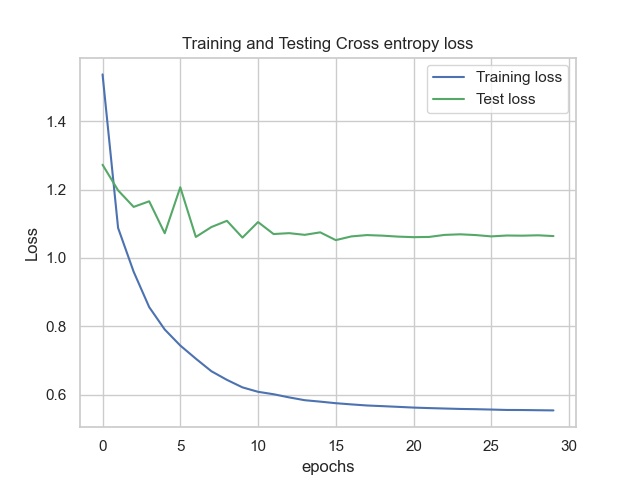 Training and Testing Cross entropy loss
Training loss
Test loss
Loss
1.4
1.2
1.0
0.8
0.6
0 5 10 15 20 25 30
epochs